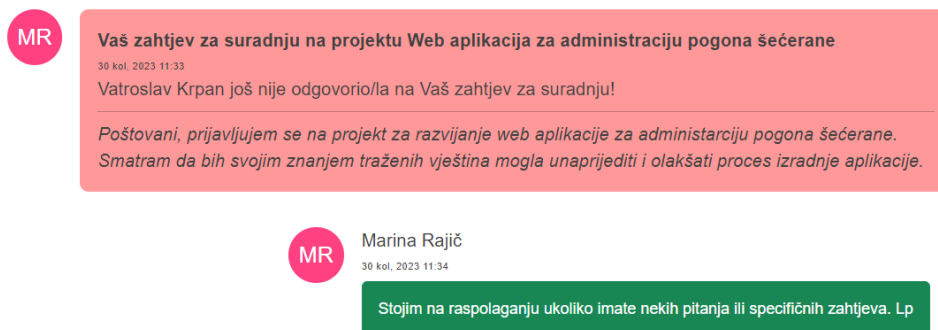 MR
Vaš zahtjev za suradnju na projektu Web aplikacija za administraciju pogona šećerane
30 kol, 2023 11:33
Vatroslav Krpan još nije odgovorio/la na Vaš zahtjev za suradnju!
Poštovani, prijavljujem se na projekt za razvijanje web aplikacije za administarciju pogona šećerane.
Smatram da bih svojim znanjem traženih vještina mogla unaprijediti i olakšati proces izradnje aplikacije.
MR
Marina Rajič
30 kol, 2023 11:34
Stojim na raspolaganju ukoliko imate nekih pitanja ili specifičnih zahtjeva. Lp